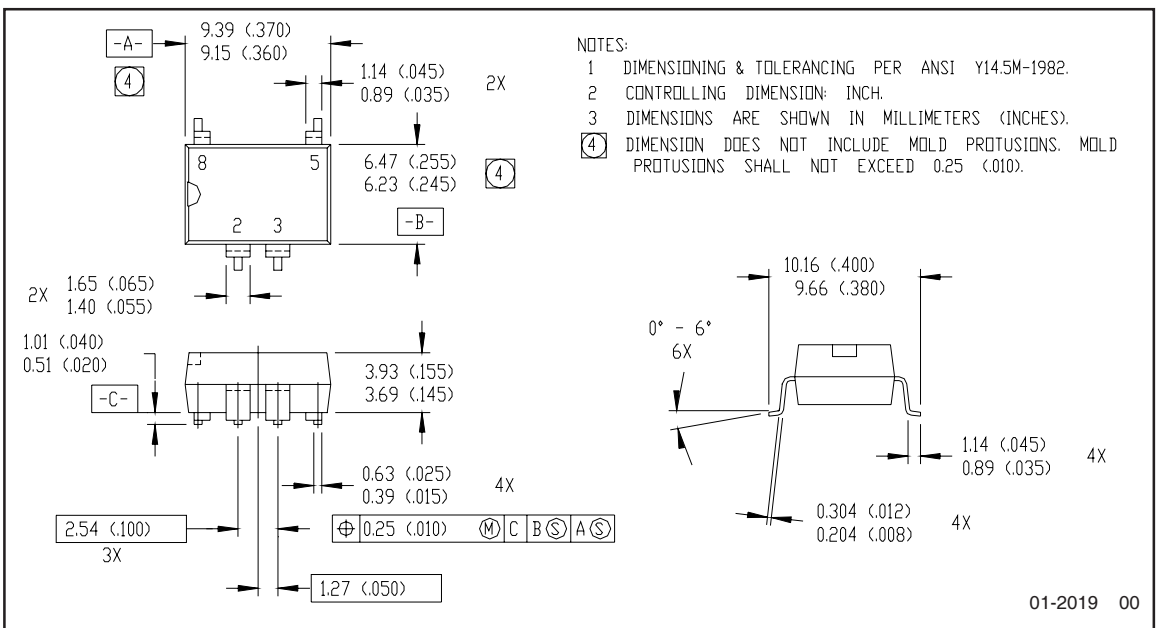 -A-
9.39 (.370)
9.15 (.360)
4
1.14 (.045)
0.89 (.035)
2X
8
5
6.47 (.255)
6.23 (.245)
4
2
3
-B-
2X
1.65 (.065)
1.40 (.055)
NOTES:
1 DIMENSIONING & TOLERANCING PER ANSI Y14.5M-1982.
2 CONTROLLING DIMENSION: INCH.
3 DIMENSIONS ARE SHOWN IN MILLIMETERS (INCHES).
4 DIMENSION DOES NOT INCLUDE MOLD PROTUSIONS. MOLD
PROTUSIONS SHALL NOT EXCEED 0.25 (.010).
1.01 (.040)
0.51 (.020)
-C-
3.93 (.155)
3.69 (.145)
0.63 (.025)
0.39 (.015)
4X
2.54 (.100)
3X
⌖ 0.25 (.010) Ⓜ C B Ⓢ A Ⓢ
1.27 (.050)
10.16 (.400)
9.66 (.380)
0° - 6°
6X
1.14 (.045)
0.89 (.035)
4X
0.304 (.012)
0.204 (.008)
4X
01-2019 00